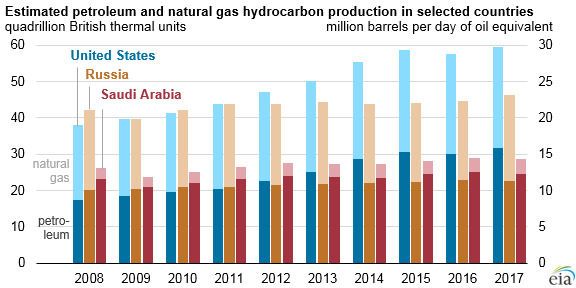 Estimated petroleum and natural gas hydrocarbon production in selected countries
quadrillion British thermal units million barrels per day of oil equivalent
60 30
United States
Russia
50 25
Saudi Arabia
40 20
30 15
natural
gas
20 10
petro-
leum
10 5
0 0
2008 2009 2010 2011 2012 2013 2014 2015 2016 2017
eia